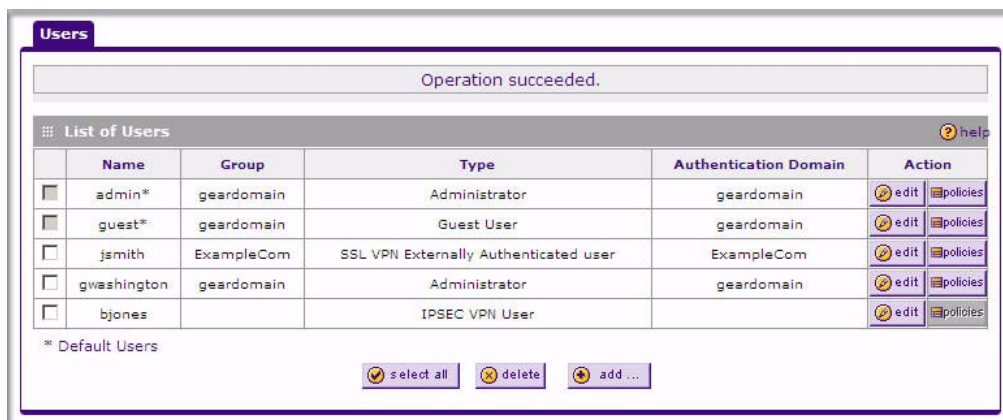 Users
Operation succeeded.
List of Users
help
Name Group Type Authentication Domain Action
admin* geardomain Administrator geardomain edit policies
guest* geardomain Guest User geardomain edit policies
jsmith ExampleCom SSL VPN Externally Authenticated user ExampleCom edit policies
gwashington geardomain Administrator geardomain edit policies
bjones IPSEC VPN User edit policies
* Default Users
select all delete add ...